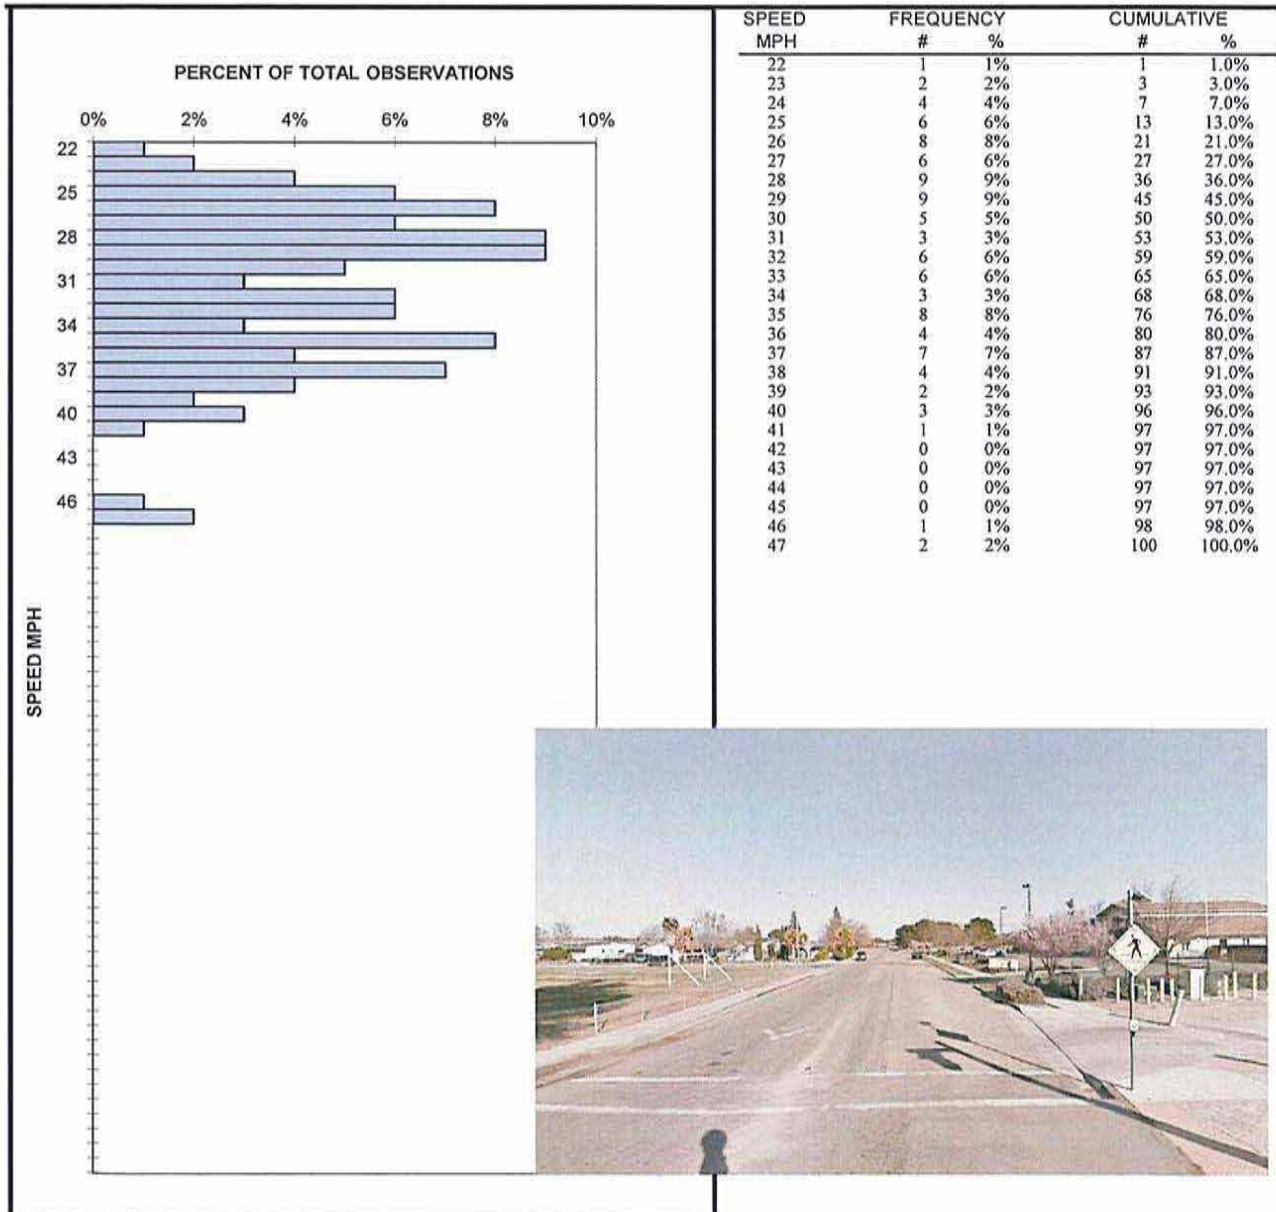 PERCENT OF TOTAL OBSERVATIONS
0% 2% 4% 6% 8% 10%
22
25
28
31
34
37
40
43
46
SPEED MPH
SPEED FREQUENCY CUMULATIVE
MPH # % # %
22 1 1% 1 1.0%
23 2 2% 3 3.0%
24 4 4% 7 7.0%
25 6 6% 13 13.0%
26 8 8% 21 21.0%
27 6 6% 27 27.0%
28 9 9% 36 36.0%
29 9 9% 45 45.0%
30 5 5% 50 50.0%
31 3 3% 53 53.0%
32 6 6% 59 59.0%
33 6 6% 65 65.0%
34 3 3% 68 68.0%
35 8 8% 76 76.0%
36 4 4% 80 80.0%
37 7 7% 87 87.0%
38 4 4% 91 91.0%
39 2 2% 93 93.0%
40 3 3% 96 96.0%
41 1 1% 97 97.0%
42 0 0% 97 97.0%
43 0 0% 97 97.0%
44 0 0% 97 97.0%
45 0 0% 97 97.0%
46 1 1% 98 98.0%
47 2 2% 100 100.0%